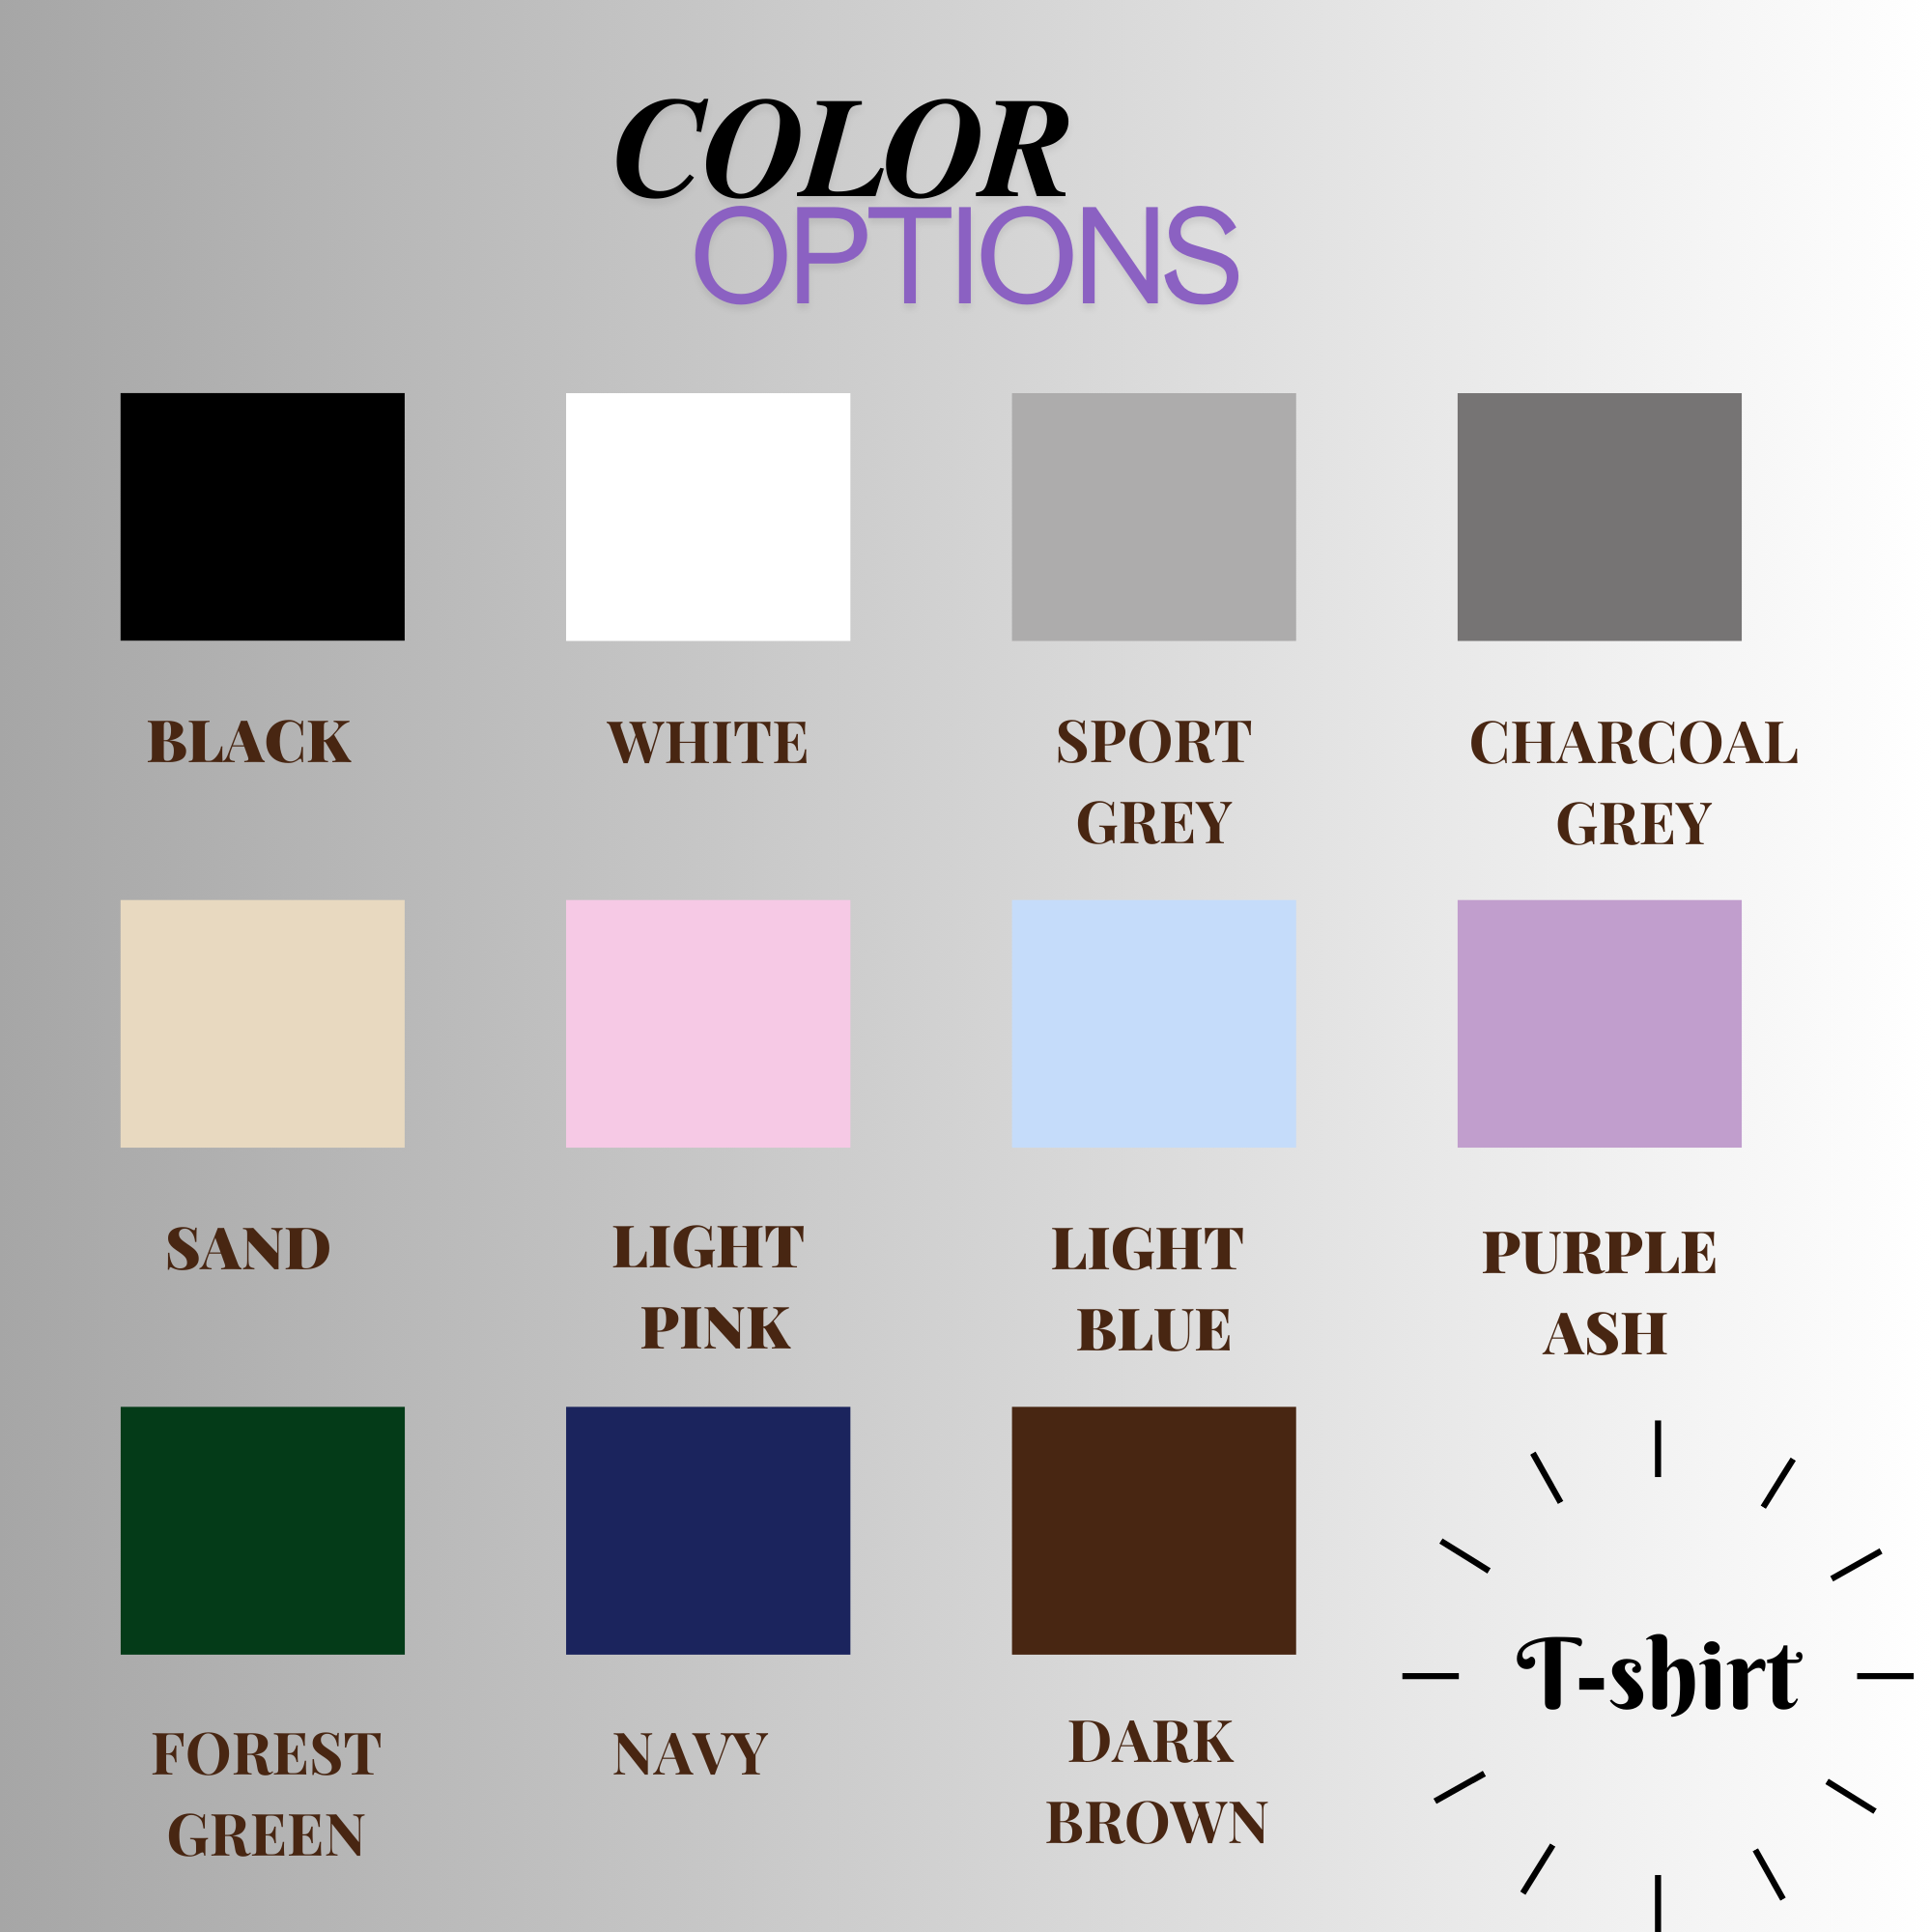 COLOR
OPTIONS
BLACK
WHITE
SPORT
GREY
CHARCOAL
GREY
SAND
LIGHT
PINK
LIGHT
BLUE
PURPLE
ASH
FOREST
GREEN
NAVY
DARK
BROWN
T-shirt